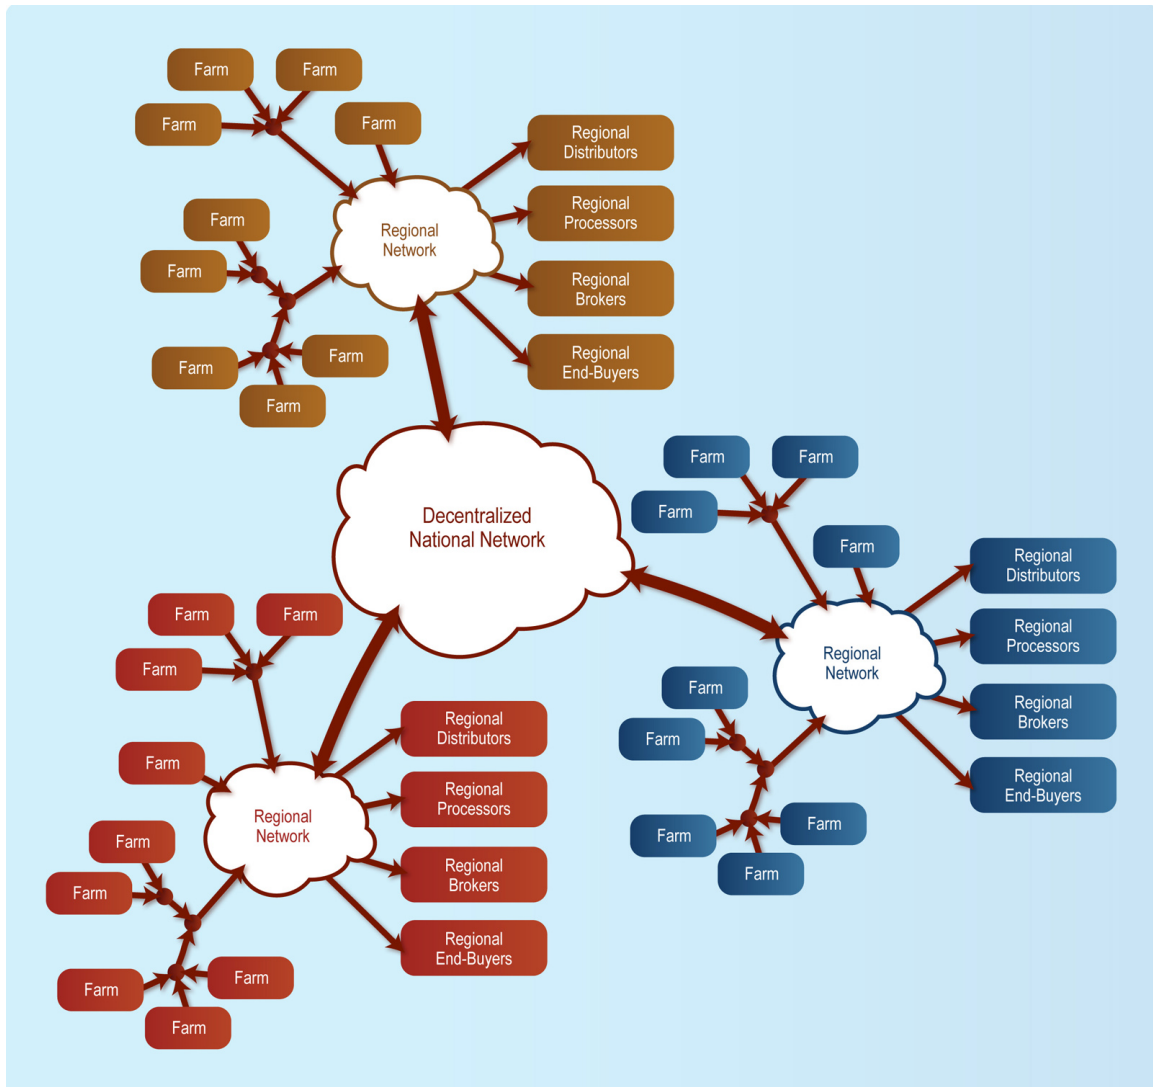 Farm
Farm
Farm
Farm
Regional
Distributors
Regional
Processors
Farm
Farm
Regional
Network
Regional
Brokers
Farm
Farm
Farm
Regional
End-Buyers
Decentralized
National Network
Farm
Farm
Farm
Farm
Regional
Distributors
Regional
Processors
Farm
Farm
Regional
Network
Regional
Brokers
Farm
Farm
Farm
Regional
End-Buyers
Farm
Farm
Farm
Farm
Regional
Distributors
Regional
Processors
Regional
Network
Farm
Farm
Regional
Brokers
Farm
Farm
Farm
Regional
End-Buyers